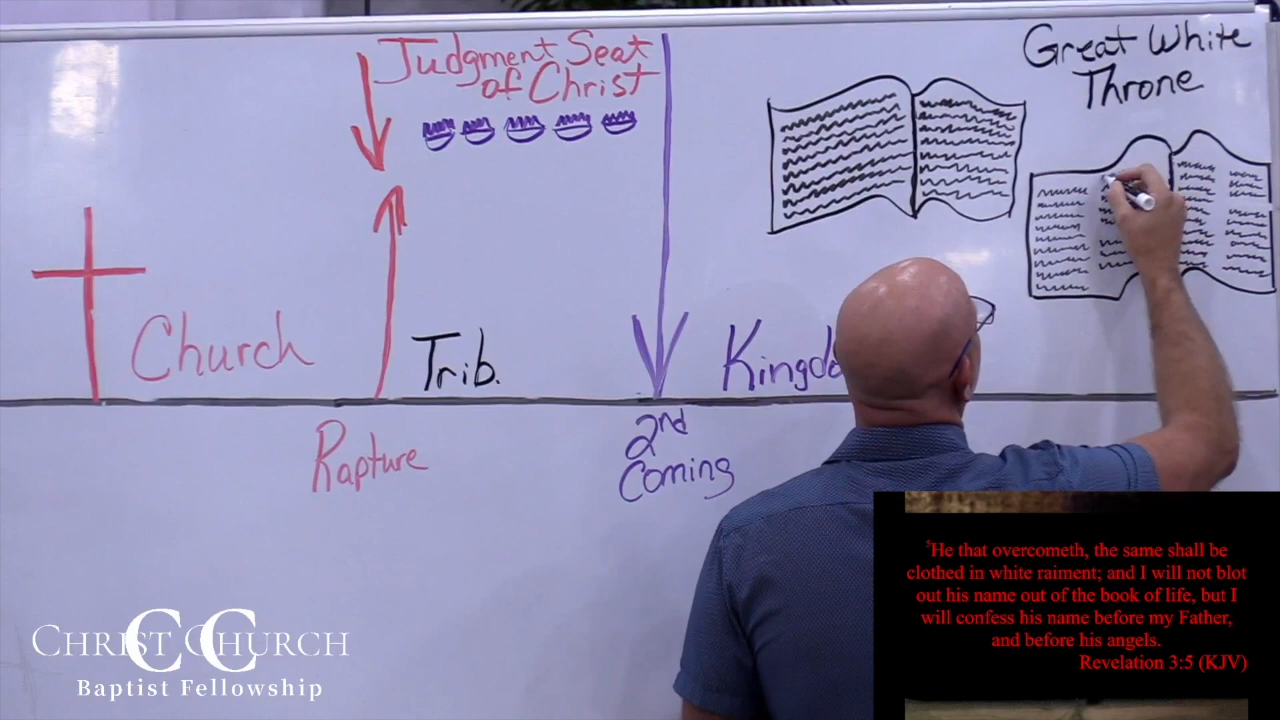 Judgment Seat
of Christ
Great White
Throne
Church
Trib.
Rapture
2nd
Coming
CHRIST CHURCH
CC
Baptist Fellowship
5He that overcometh, the same shall be
clothed in white raiment; and I will not blot
out his name out of the book of life, but I
will confess his name before my Father,
and before his angels.
Revelation 3:5 (KJV)